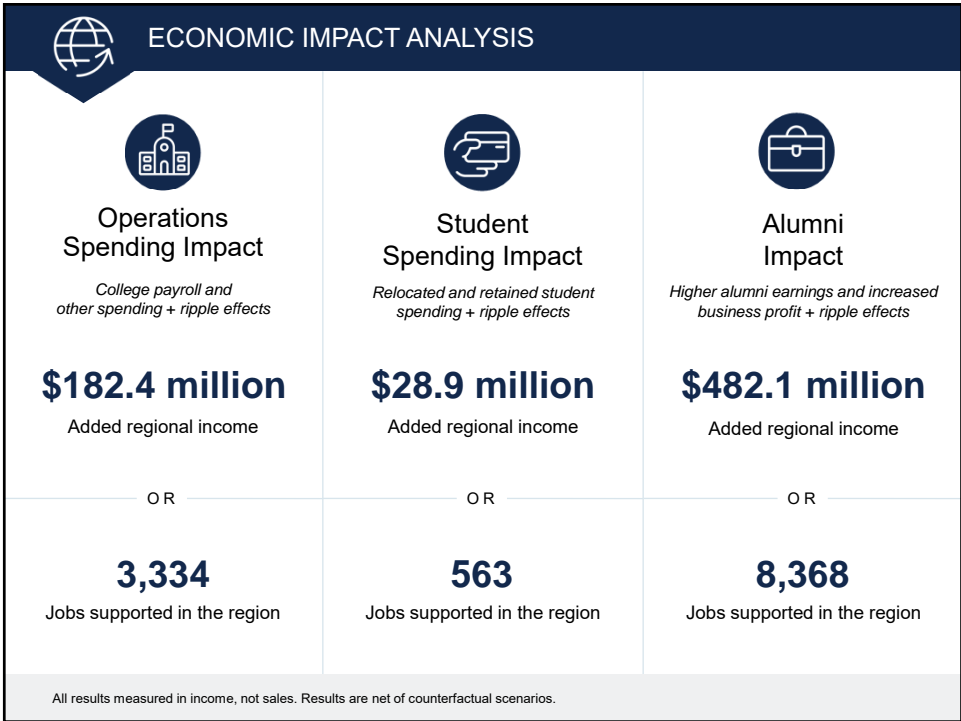 ECONOMIC IMPACT ANALYSIS
Operations
Spending Impact
College payroll and
other spending + ripple effects
$182.4 million
Added regional income
OR
3,334
Jobs supported in the region
Student
Spending Impact
Relocated and retained student
spending + ripple effects
$28.9 million
Added regional income
OR
563
Jobs supported in the region
Alumni
Impact
Higher alumni earnings and increased
business profit + ripple effects
$482.1 million
Added regional income
OR
8,368
Jobs supported in the region
All results measured in income, not sales. Results are net of counterfactual scenarios.